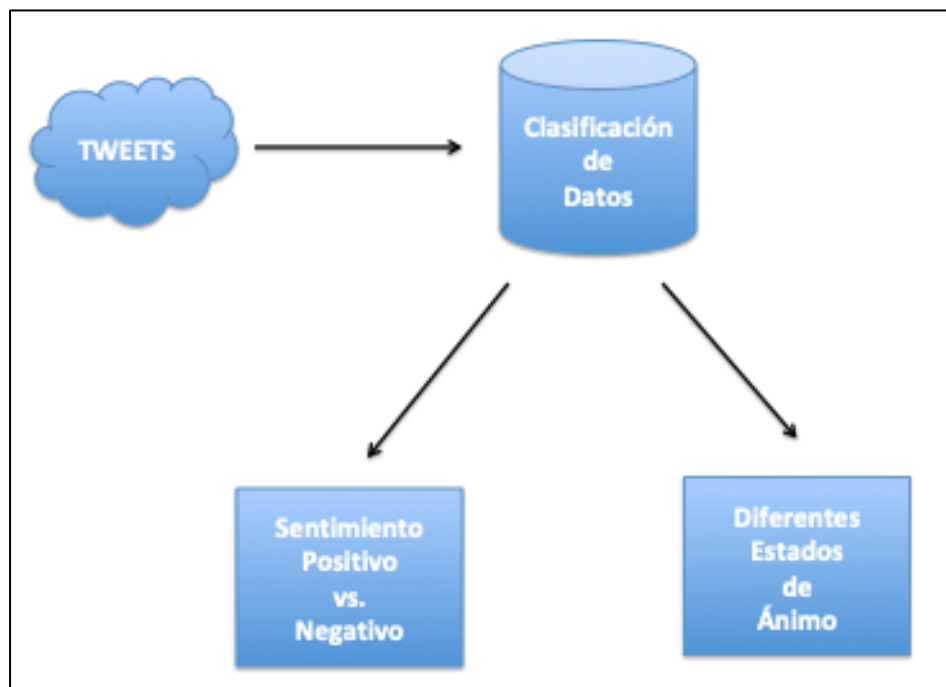 TWEETS
Clasificación
de
Datos
Sentimiento
Positivo
vs.
Negativo
Diferentes
Estados
de
Ánimo